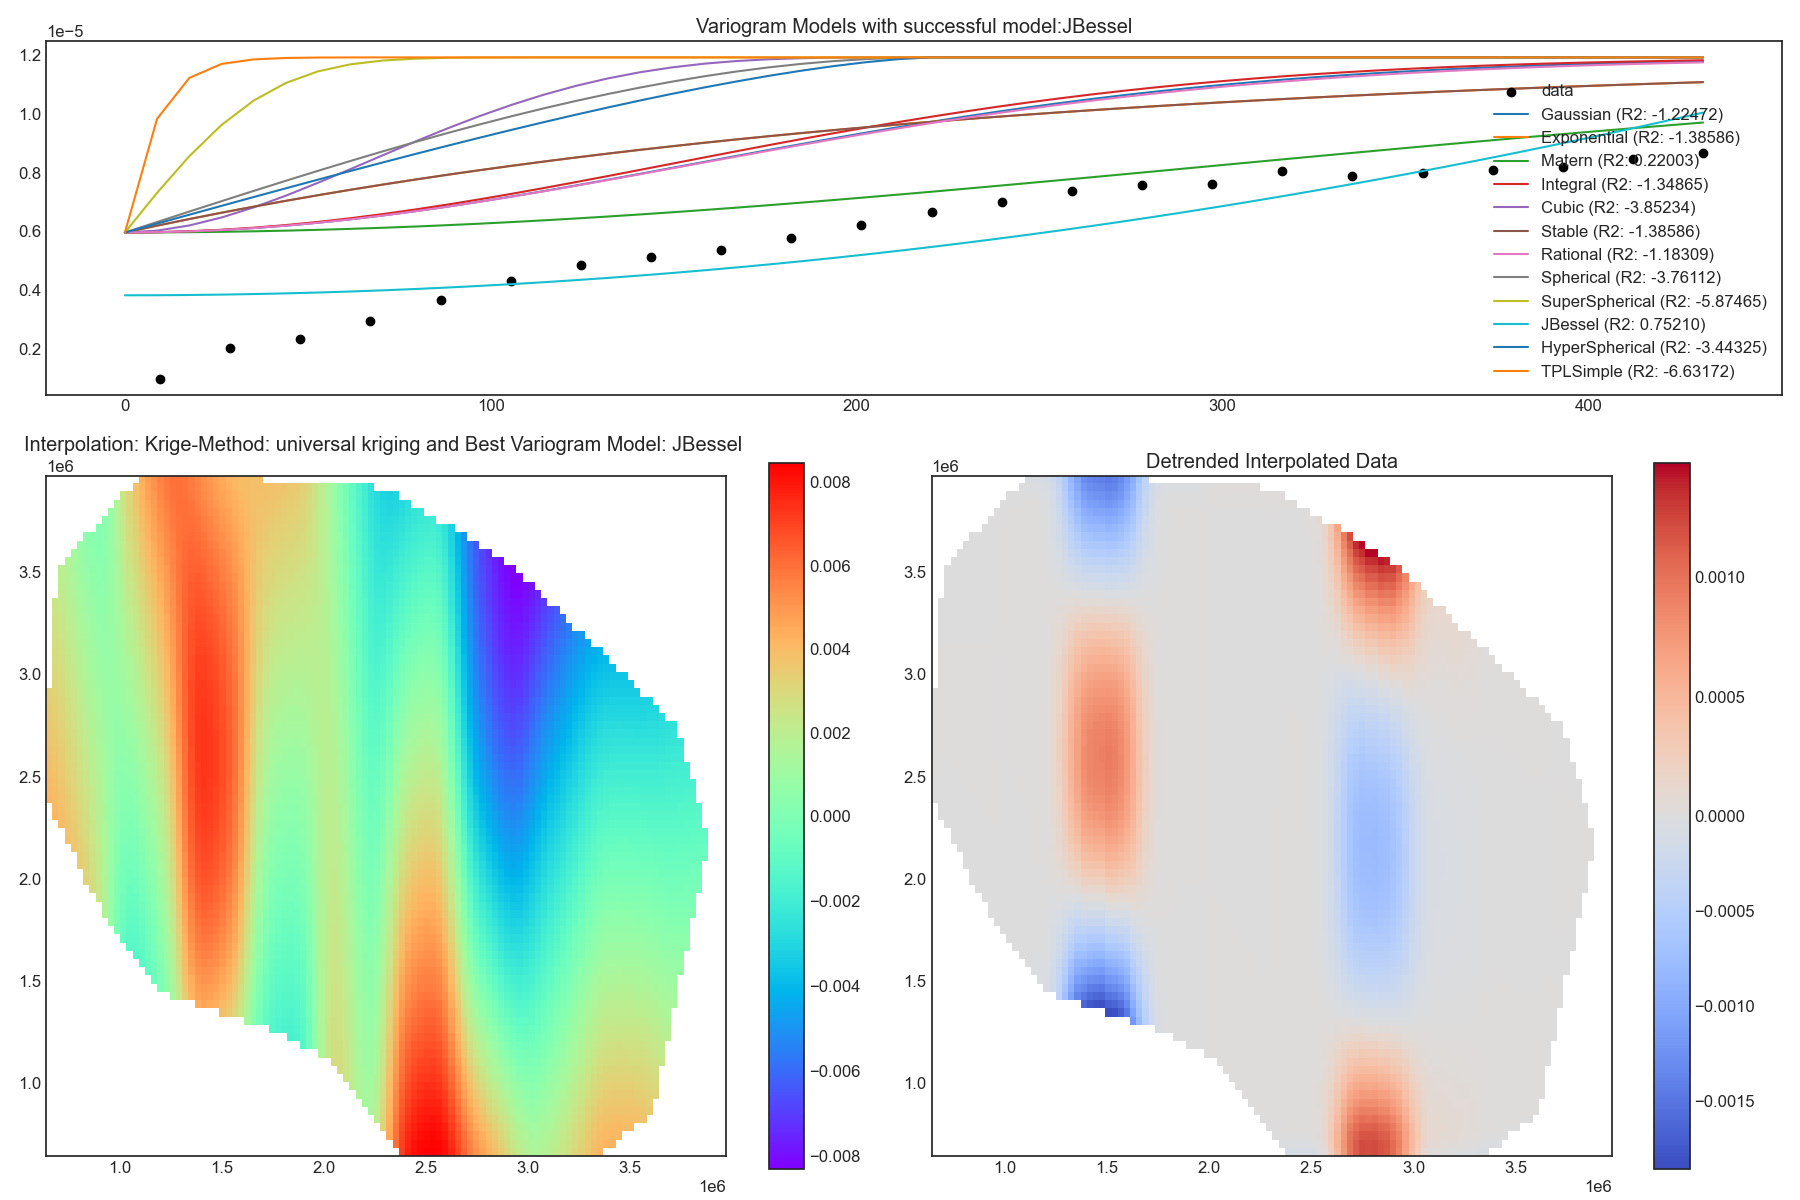 Variogram Models with successful model:JBessel
1e−5
1.2
1.0
0.8
0.6
0.4
0.2
0 100 200 300 400
data
Gaussian (R2: -1.22472)
Exponential (R2: -1.38586)
Matern (R2: 0.22003)
Integral (R2: -1.34865)
Cubic (R2: -3.85234)
Stable (R2: -1.38586)
Rational (R2: -1.18309)
Spherical (R2: -3.76112)
SuperSpherical (R2: -5.87465)
JBessel (R2: 0.75210)
HyperSpherical (R2: -3.44325)
TPLSimple (R2: -6.63172)
Interpolation: Krige-Method: universal kriging and Best Variogram Model: JBessel
1e6
3.5
3.0
2.5
2.0
1.5
1.0
1.0 1.5 2.0 2.5 3.0 3.5
1e6
0.008
0.006
0.004
0.002
0.000
−0.002
−0.004
−0.006
−0.008
Detrended Interpolated Data
1e6
3.5
3.0
2.5
2.0
1.5
1.0
1.0 1.5 2.0 2.5 3.0 3.5
1e6
0.0010
0.0005
0.0000
−0.0005
−0.0010
−0.0015